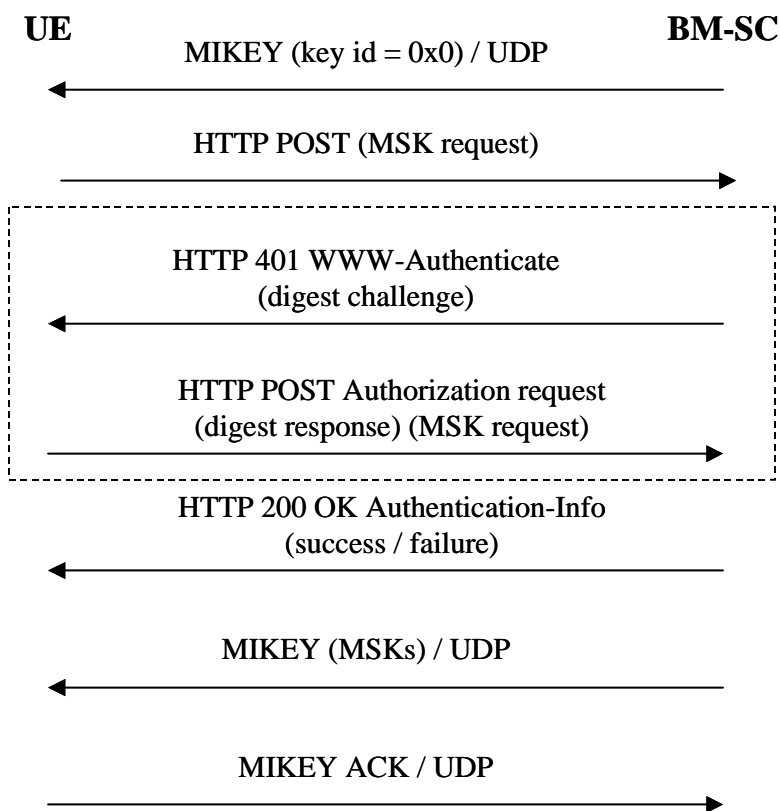 UE
BM-SC
MIKEY (key id = 0x0) / UDP
HTTP POST (MSK request)
HTTP 401 WWW-Authenticate
(digest challenge)
HTTP POST Authorization request
(digest response) (MSK request)
HTTP 200 OK Authentication-Info
(success / failure)
MIKEY (MSKs) / UDP
MIKEY ACK / UDP